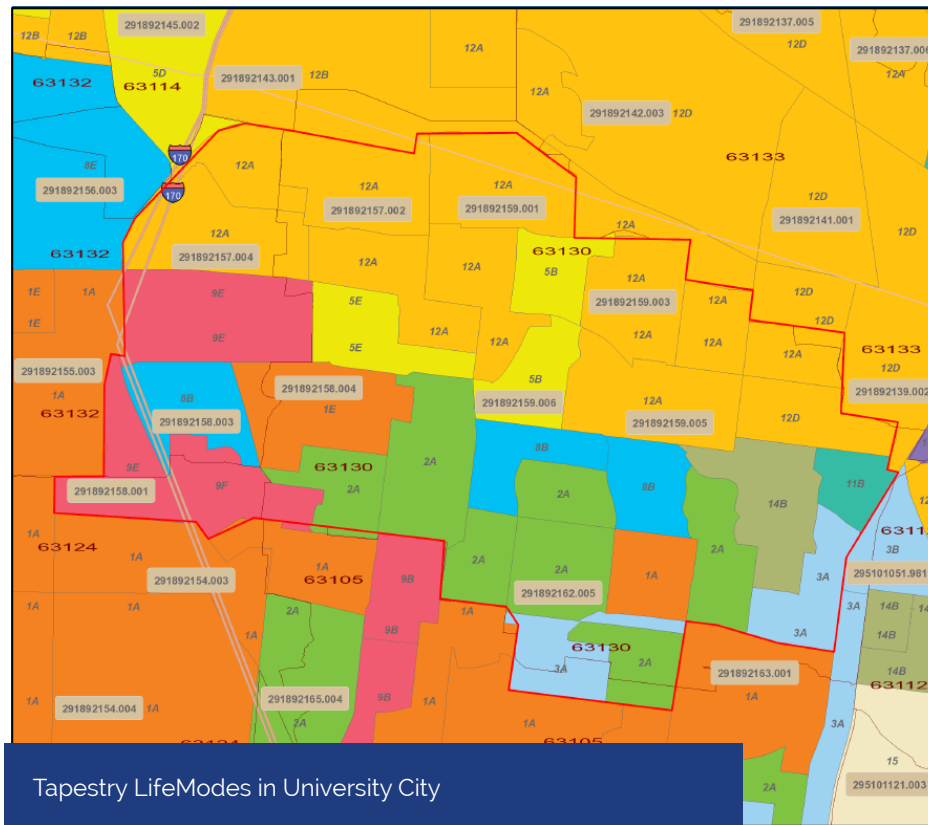 291892145.002
291892137.005
12B
12B
12A
12D
291892137.006
12A
5D
63132
63114
291892143.001
12B
12A
291892142.003
12D
170
63133
8E
12A
291892156.003
170
12A
12A
12D
291892157.002
291892159.001
291892141.001
12A
12A
12D
63132
291892157.004
63130
12A
12A
5B
12A
1E
1A
9E
12D
5E
291892159.003
12A
1E
12D
9E
12A
12A
12A
12A
12A
63133
5E
291892155.003
12D
291892158.004
5B
291892139.002
1A
8B
1E
291892159.006
12A
63132
291892158.003
291892159.005
12D
8B
9E
63130
2A
291892158.001
9F
2A
2A
8B
14B
11B
1A
63124
1A
63112
3B
291892154.003
1A
63105
9B
2A
2A
1A
2A
3A
295101051.981
291892162.005
1A
1A
2A
1A
3A
14B
14B
1A
9B
3A
14B
63130
3A
2A
291892163.001
1A
63112
1A
291892154.004
1A
291892165.004
2A
9B
1A
1A
3A
15
63105
2A
295101121.003
Tapestry LifeModes in University City